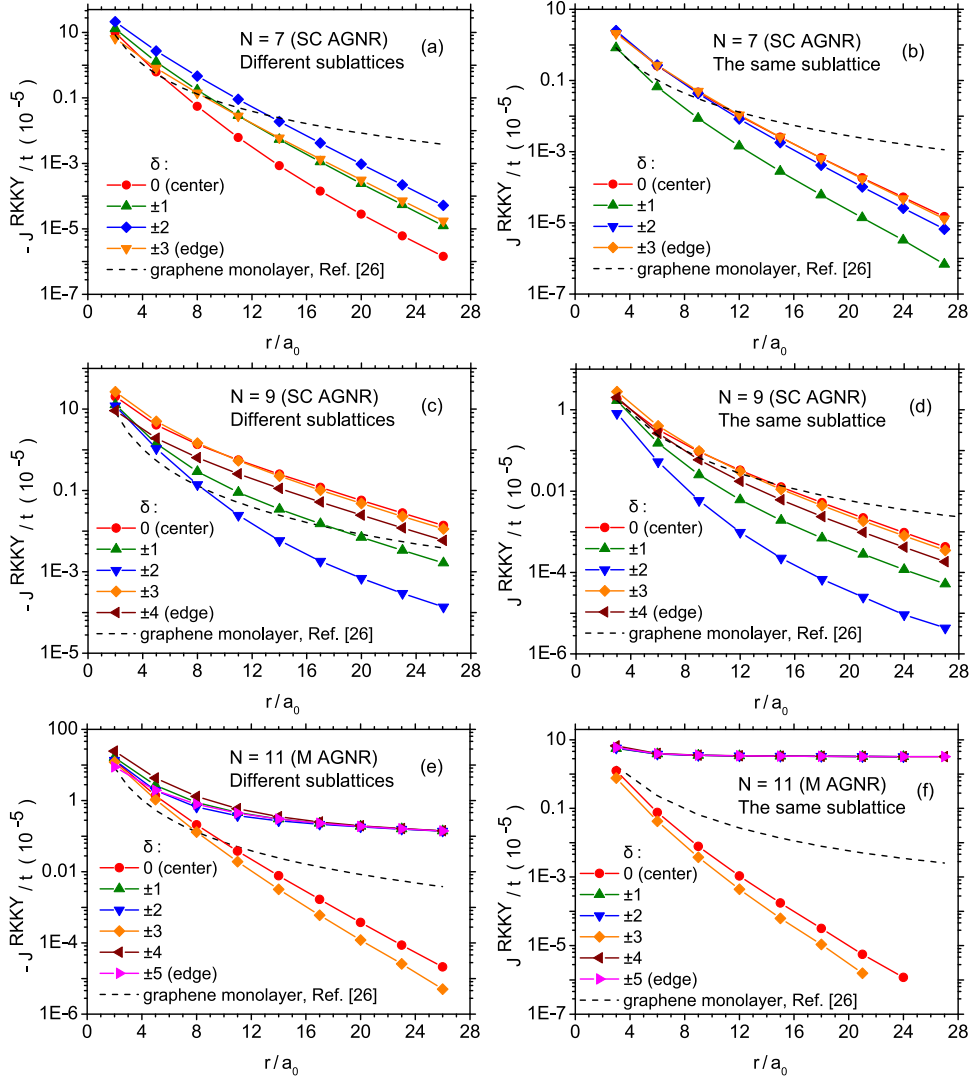 N = 7 (SC AGNR) (a)
Different sublattices
- J^RKKY / t (10^-5)
10
0.1
1E-3
1E-5
1E-7
δ :
0 (center)
±1
±2
±3 (edge)
graphene monolayer, Ref. [26]
0 4 8 12 16 20 24 28
r / a₀
N = 7 (SC AGNR) (b)
The same sublattice
J^RKKY / t (10^-5)
10
0.1
1E-3
1E-5
1E-7
δ :
0 (center)
±1
±2
±3 (edge)
graphene monolayer, Ref. [26]
0 4 8 12 16 20 24 28
r / a₀
N = 9 (SC AGNR) (c)
Different sublattices
- J^RKKY / t (10^-5)
10
0.1
1E-3
1E-5
δ :
0 (center)
±1
±2
±3
±4 (edge)
graphene monolayer, Ref. [26]
0 4 8 12 16 20 24 28
r / a₀
N = 9 (SC AGNR) (d)
The same sublattice
J^RKKY / t (10^-5)
1
0.01
1E-4
1E-6
δ :
0 (center)
±1
±2
±3
±4 (edge)
graphene monolayer, Ref. [26]
0 4 8 12 16 20 24 28
r / a₀
N = 11 (M AGNR) (e)
Different sublattices
- J^RKKY / t (10^-5)
100
1
0.01
1E-4
1E-6
δ :
0 (center)
±1
±2
±3
±4
±5 (edge)
graphene monolayer, Ref. [26]
0 4 8 12 16 20 24 28
r / a₀
N = 11 (M AGNR) (f)
The same sublattice
J^RKKY / t (10^-5)
10
0.1
1E-3
1E-5
1E-7
δ :
0 (center)
±1
±2
±3
±4
±5 (edge)
graphene monolayer, Ref. [26]
0 4 8 12 16 20 24 28
r / a₀